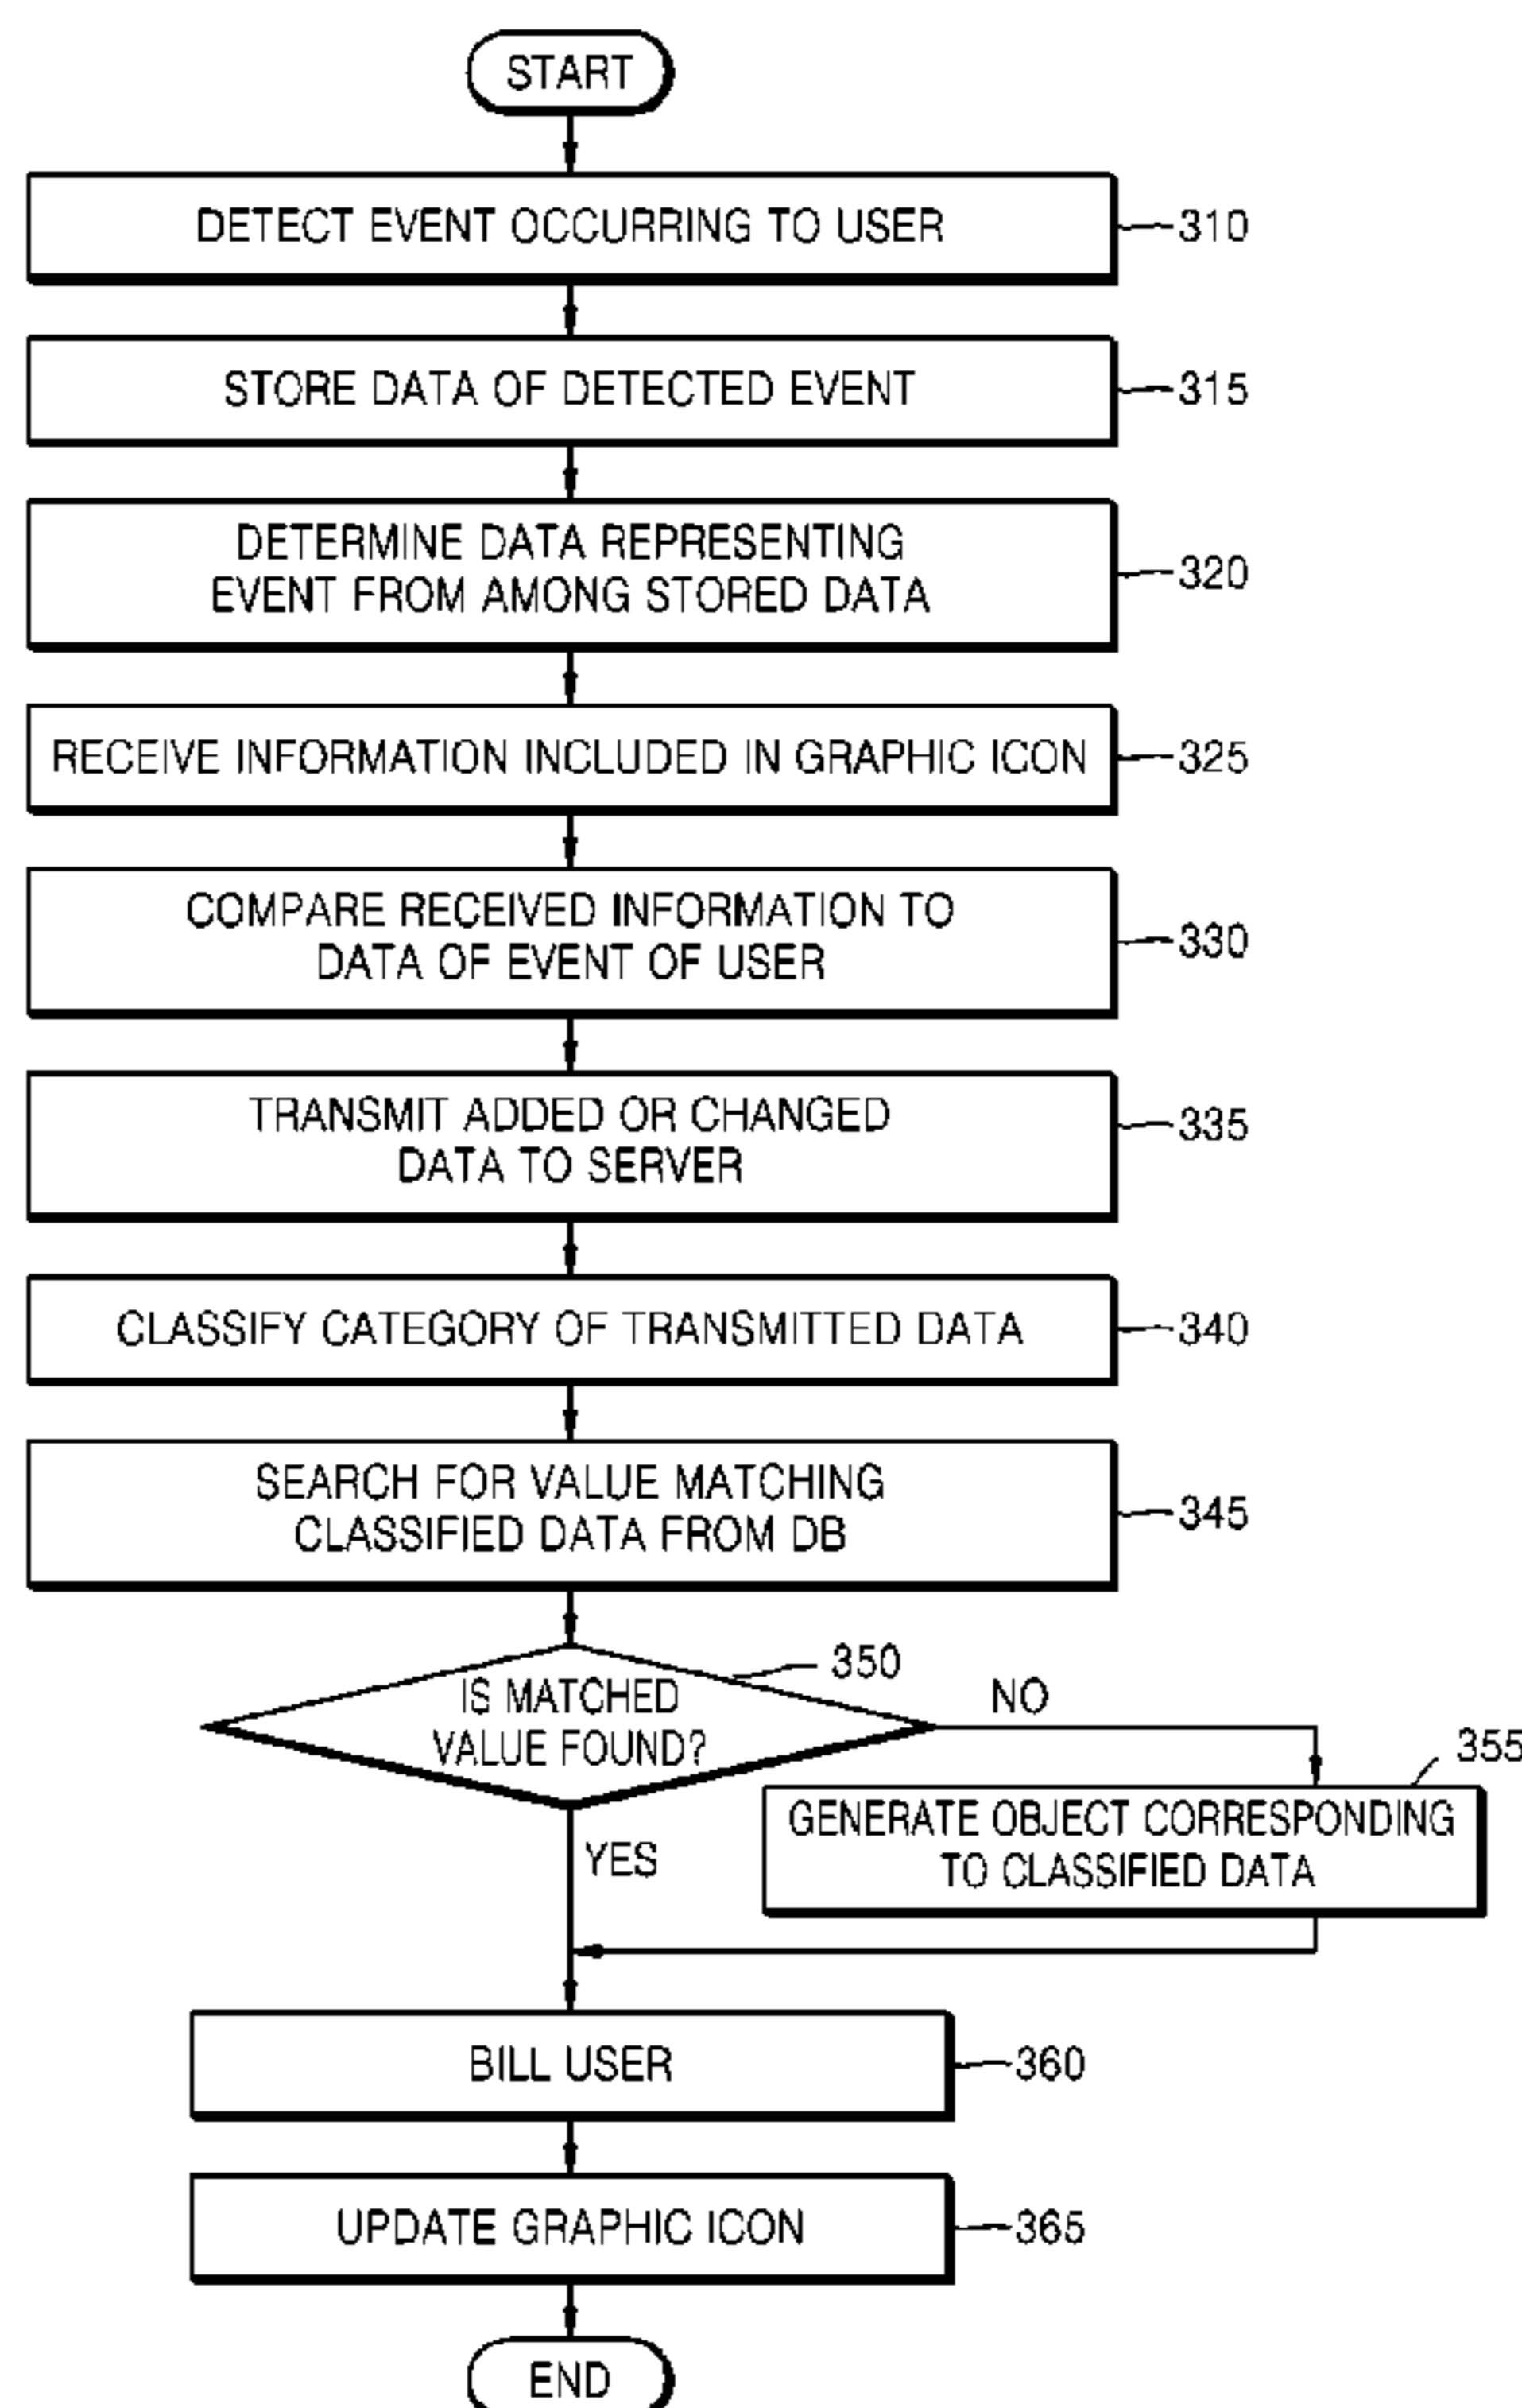 START
DETECT EVENT OCCURRING TO USER
310
STORE DATA OF DETECTED EVENT
315
DETERMINE DATA REPRESENTING
EVENT FROM AMONG STORED DATA
320
RECEIVE INFORMATION INCLUDED IN GRAPHIC ICON
325
COMPARE RECEIVED INFORMATION TO
DATA OF EVENT OF USER
330
TRANSMIT ADDED OR CHANGED
DATA TO SERVER
335
CLASSIFY CATEGORY OF TRANSMITTED DATA
340
SEARCH FOR VALUE MATCHING
CLASSIFIED DATA FROM DB
345
350
IS MATCHED
VALUE FOUND?
NO
355
GENERATE OBJECT CORRESPONDING
TO CLASSIFIED DATA
YES
BILL USER
360
UPDATE GRAPHIC ICON
365
END